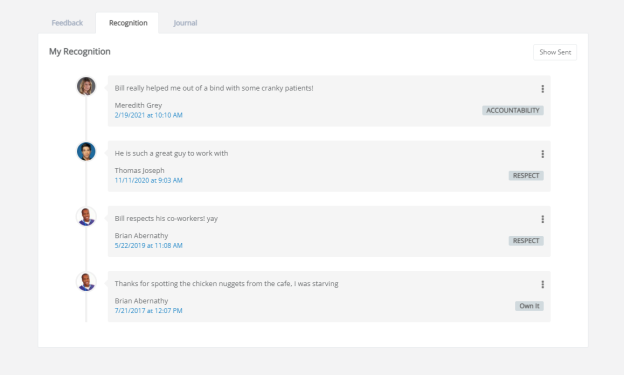 Feedback
Recognition
Journal
My Recognition
Show Sent
Bill really helped me out of a bind with some cranky patients!
Meredith Grey
2/19/2021 at 10:10 AM
ACCOUNTABILITY
He is such a great guy to work with
Thomas Joseph
11/11/2020 at 9:03 AM
RESPECT
Bill respects his co-workers! yay
Brian Abernathy
5/22/2019 at 11:08 AM
RESPECT
Thanks for spotting the chicken nuggets from the cafe, I was starving
Brian Abernathy
7/21/2017 at 12:07 PM
Own It